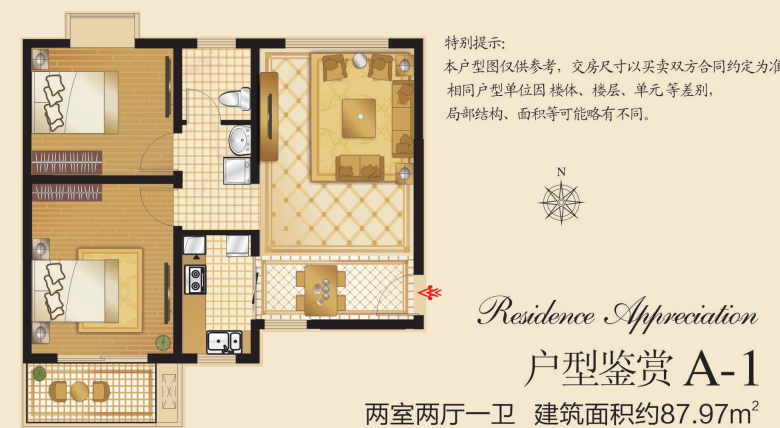 特别提示:
本户型图仅供参考，交房尺寸以买卖双方合同约定为准
相同户型单位因 楼体、楼层、单元 等差别，
局部结构、面积等可能略有不同。
N
Residence Appreciation
户型鉴赏 A-1
两室两厅一卫 建筑面积约87.97m²